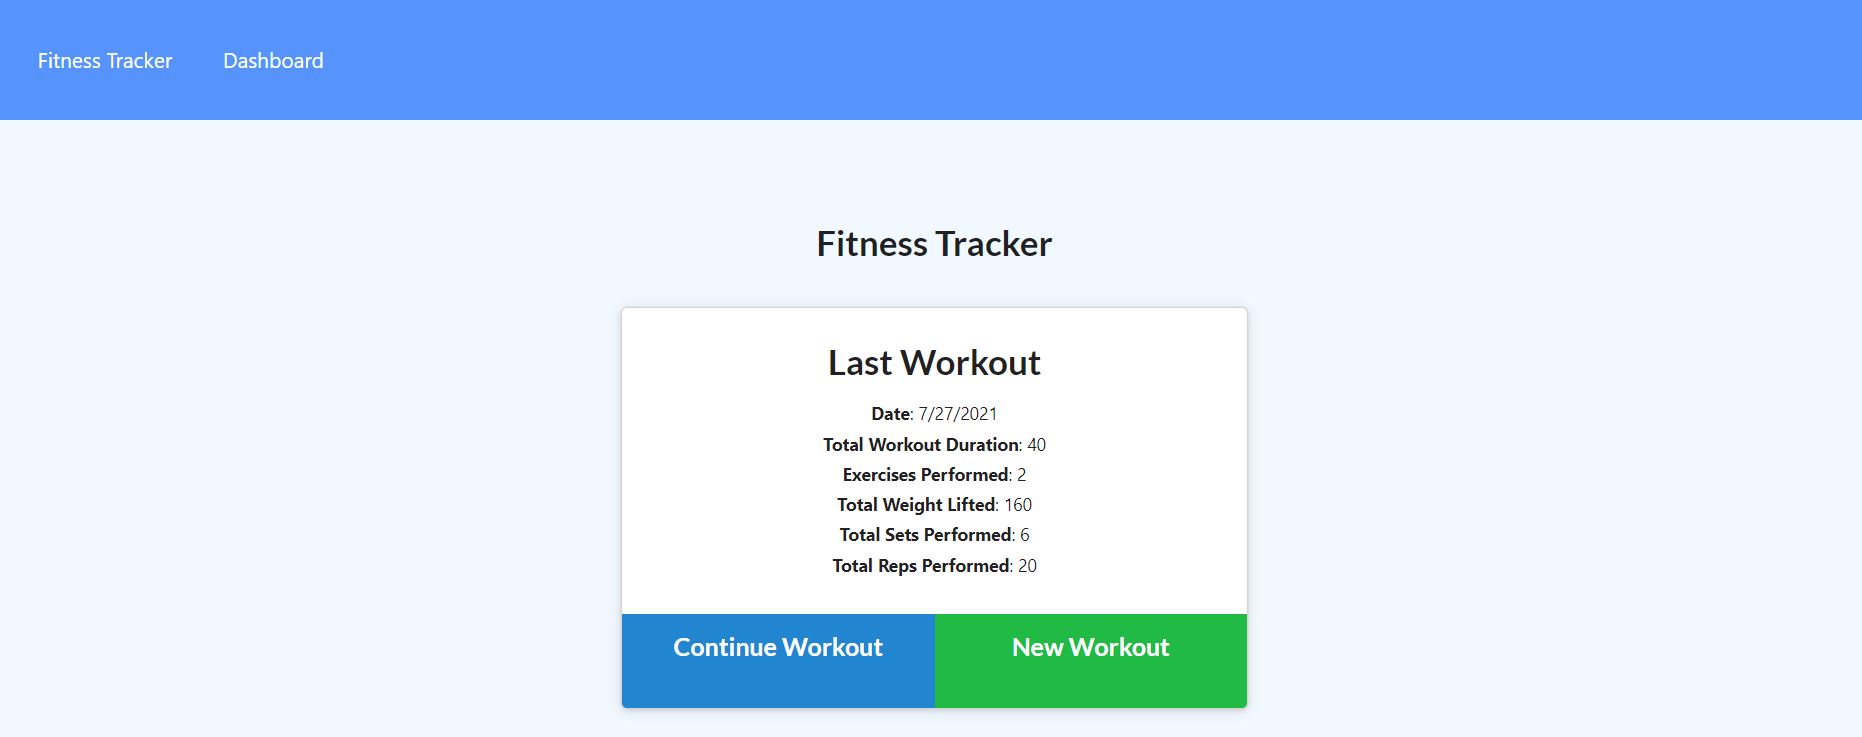 Fitness Tracker Dashboard
Fitness Tracker
Last Workout
Date: 7/27/2021
Total Workout Duration: 40
Exercises Performed: 2
Total Weight Lifted: 160
Total Sets Performed: 6
Total Reps Performed: 20
Continue Workout New Workout